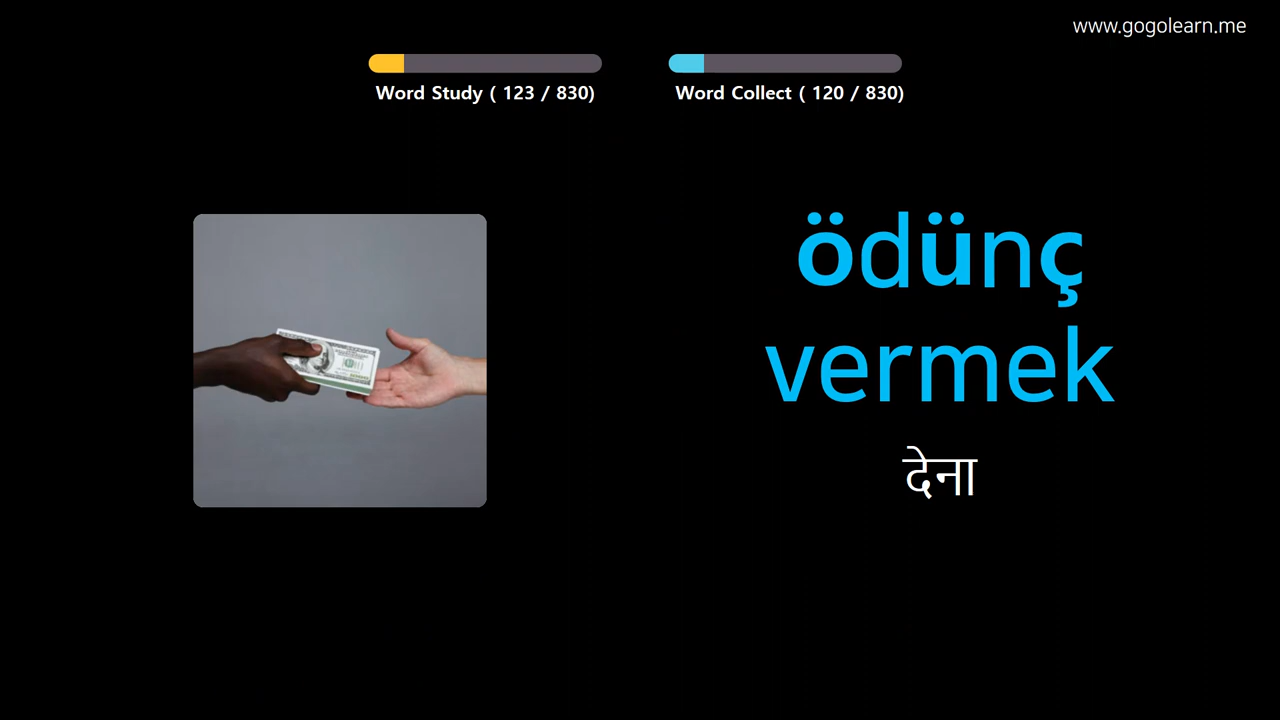 www.gogolearn.me
Word Study ( 123 / 830)
Word Collect ( 120 / 830)
ödünç
vermek
देना